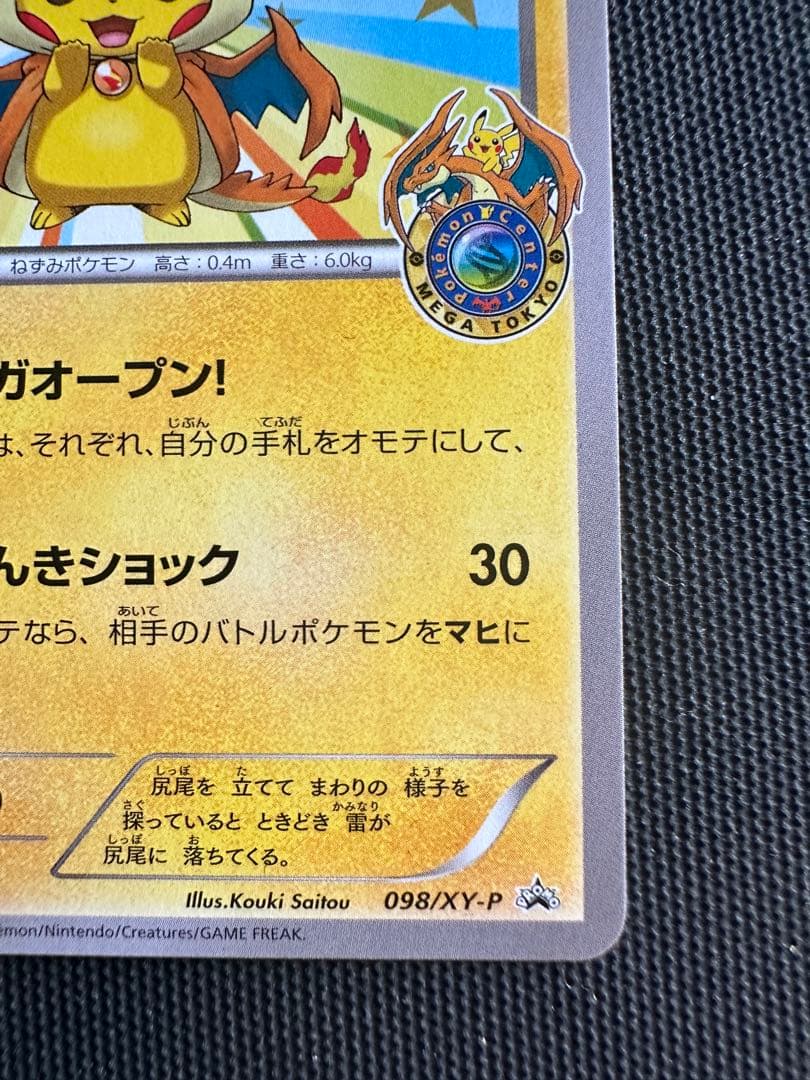 Pokémon Center
MEGA TOKYO
ねずみポケモン 高さ:0.4m 重さ:6.0kg
ガオープン!
は、それぞれ、自分の手札をオモテにして、
んきショック 30
テなら、相手のバトルポケモンをマヒに
尻尾を 立てて まわりの 様子を
探っていると ときどき 雷が
尻尾に 落ちてくる。
Illus.Kouki Saitou 098/XY-P PROMO
émon/Nintendo/Creatures/GAME FREAK.